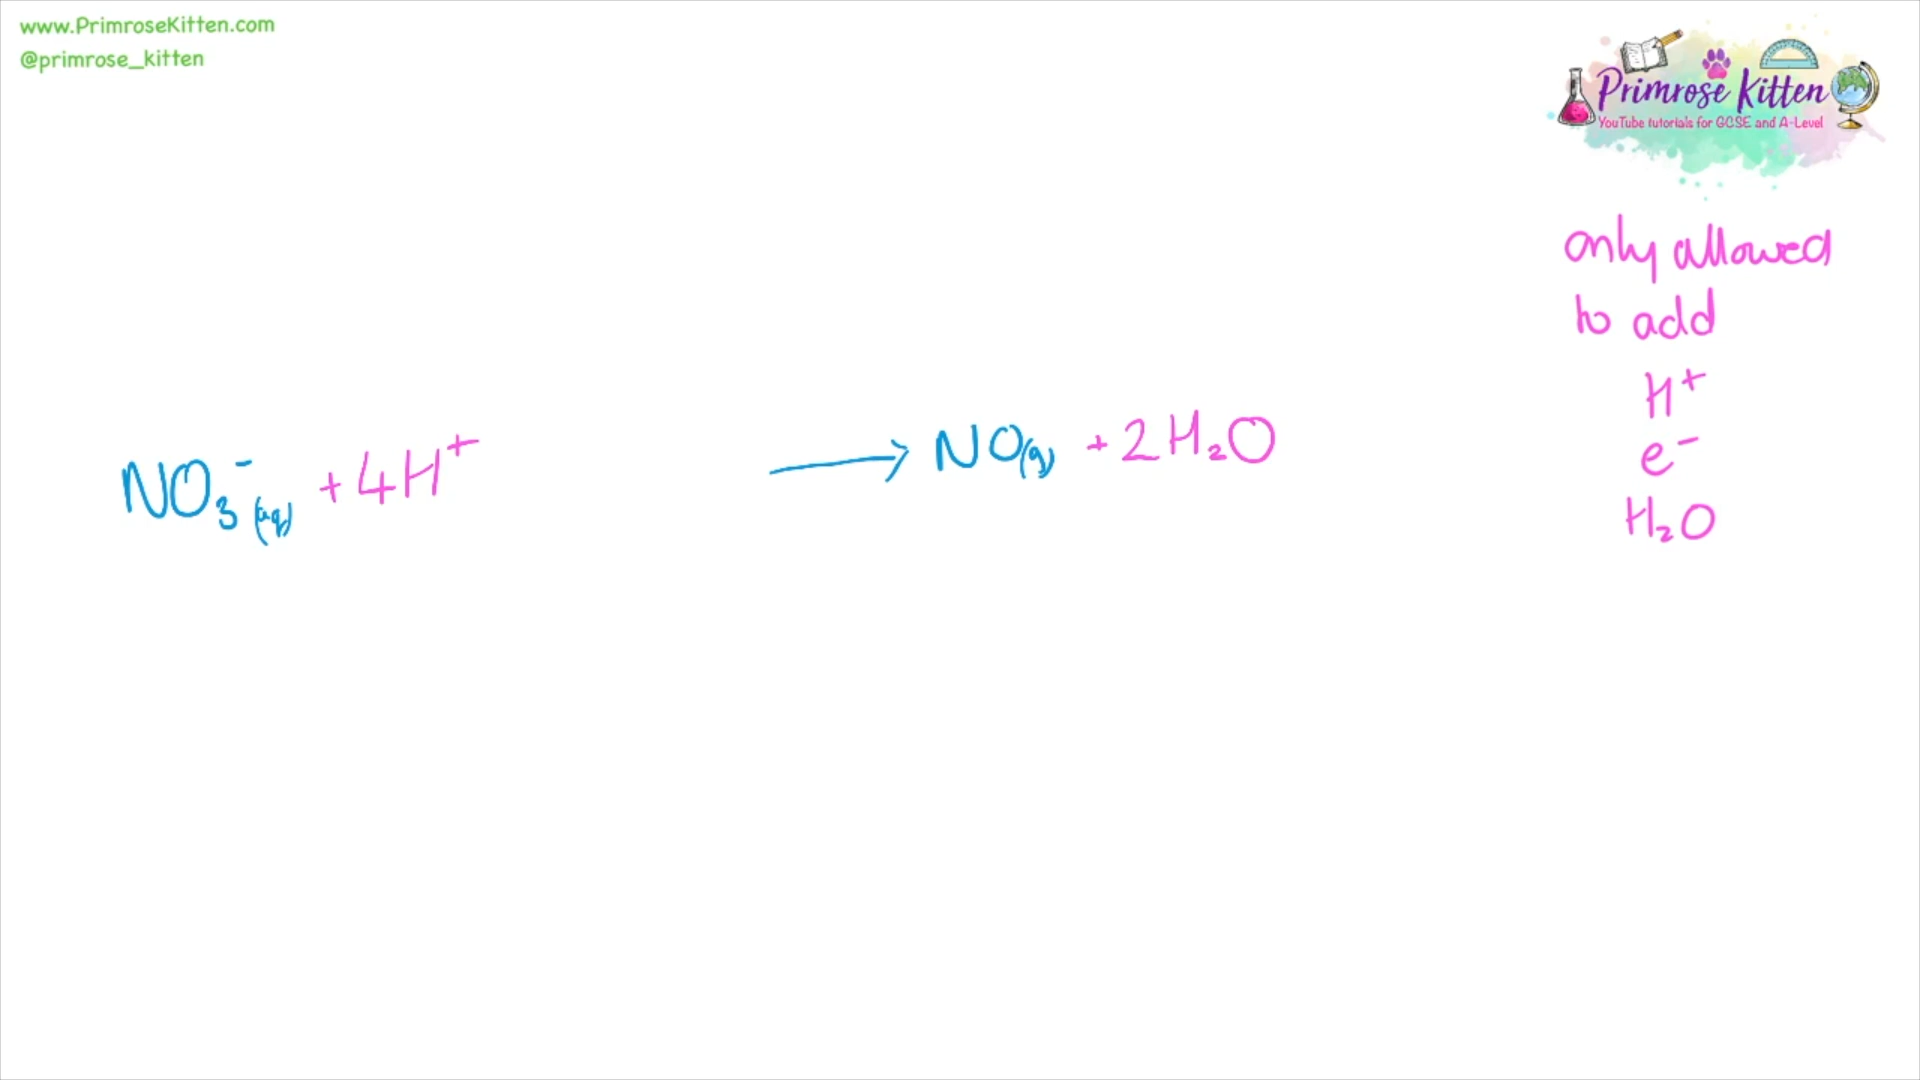 www.PrimroseKitten.com
@primrose_kitten
Primrose Kitten
YouTube tutorials for GCSE and A-Level
only allowed
to add
H⁺
e⁻
H₂O
NO₃⁻(aq) + 4H⁺ → NO(g) + 2H₂O